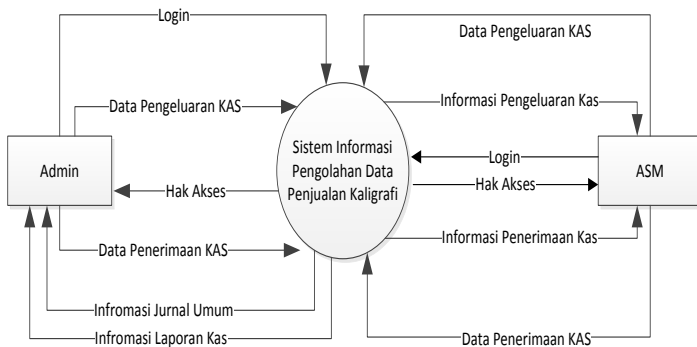 Login
Data Pengeluaran KAS
Data Pengeluaran KAS
Informasi Pengeluaran Kas
Admin
Sistem Informasi
Pengolahan Data
Penjualan Kaligrafi
Login
Hak Akses
Hak Akses
ASM
Data Penerimaan KAS
Informasi Penerimaan Kas
Infromasi Jurnal Umum
Infromasi Laporan Kas
Data Penerimaan KAS